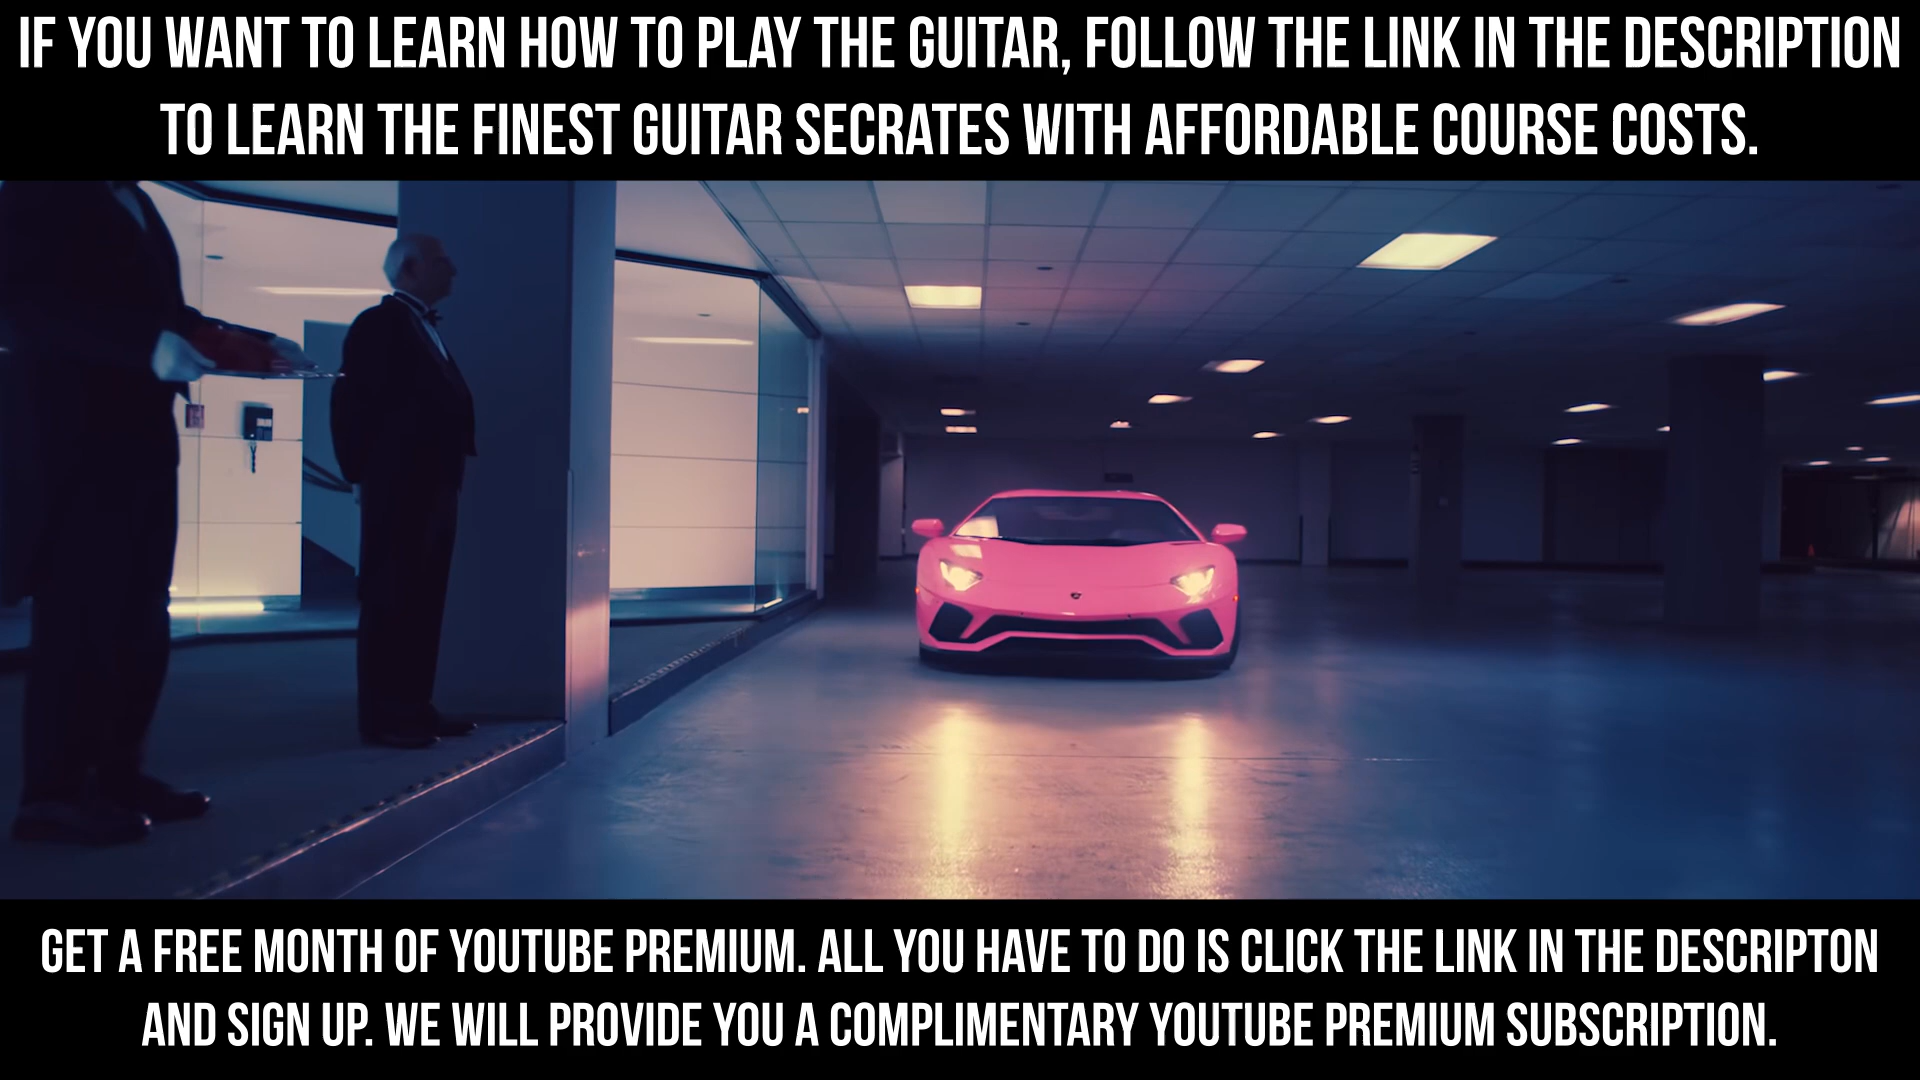 IF YOU WANT TO LEARN HOW TO PLAY THE GUITAR, FOLLOW THE LINK IN THE DESCRIPTION
TO LEARN THE FINEST GUITAR SECRATES WITH AFFORDABLE COURSE COSTS.
GET A FREE MONTH OF YOUTUBE PREMIUM. ALL YOU HAVE TO DO IS CLICK THE LINK IN THE DESCRIPTON
AND SIGN UP. WE WILL PROVIDE YOU A COMPLIMENTARY YOUTUBE PREMIUM SUBSCRIPTION.